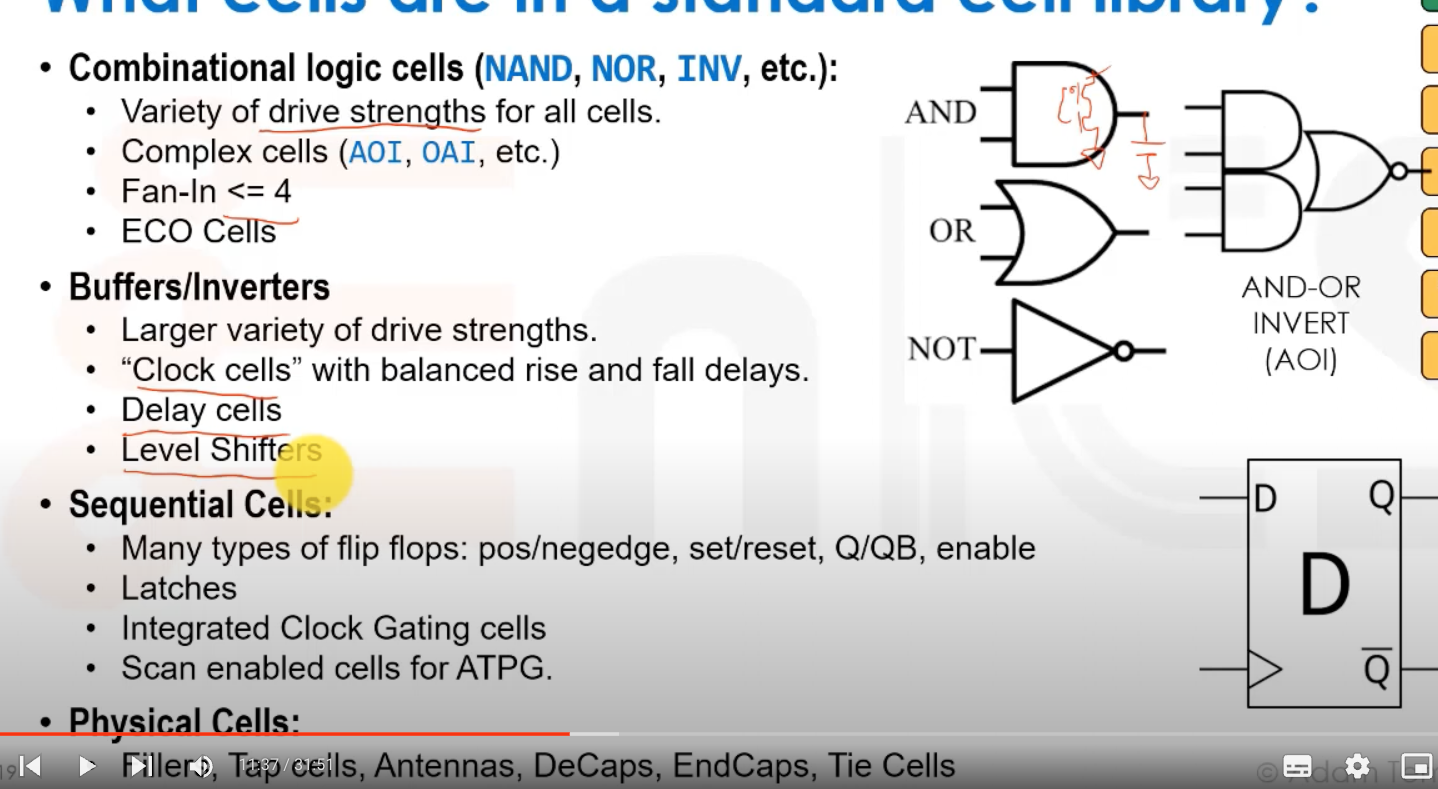 What cells are in a standard cell library?
• Combinational logic cells (NAND, NOR, INV, etc.):
• Variety of drive strengths for all cells.
• Complex cells (AOI, OAI, etc.)
• Fan-In <= 4
• ECO Cells
• Buffers/Inverters
• Larger variety of drive strengths.
• “Clock cells” with balanced rise and fall delays.
• Delay cells
• Level Shifters
• Sequential Cells:
• Many types of flip flops: pos/negedge, set/reset, Q/QB, enable
• Latches
• Integrated Clock Gating cells
• Scan enabled cells for ATPG.
• Physical Cells:
• Fillers, Tap cells, Antennas, DeCaps, EndCaps, Tie Cells
AND
OR
NOT
AND-OR
INVERT
(AOI)
D Q
D
Q
11:37 / 31:51
19
© Adam